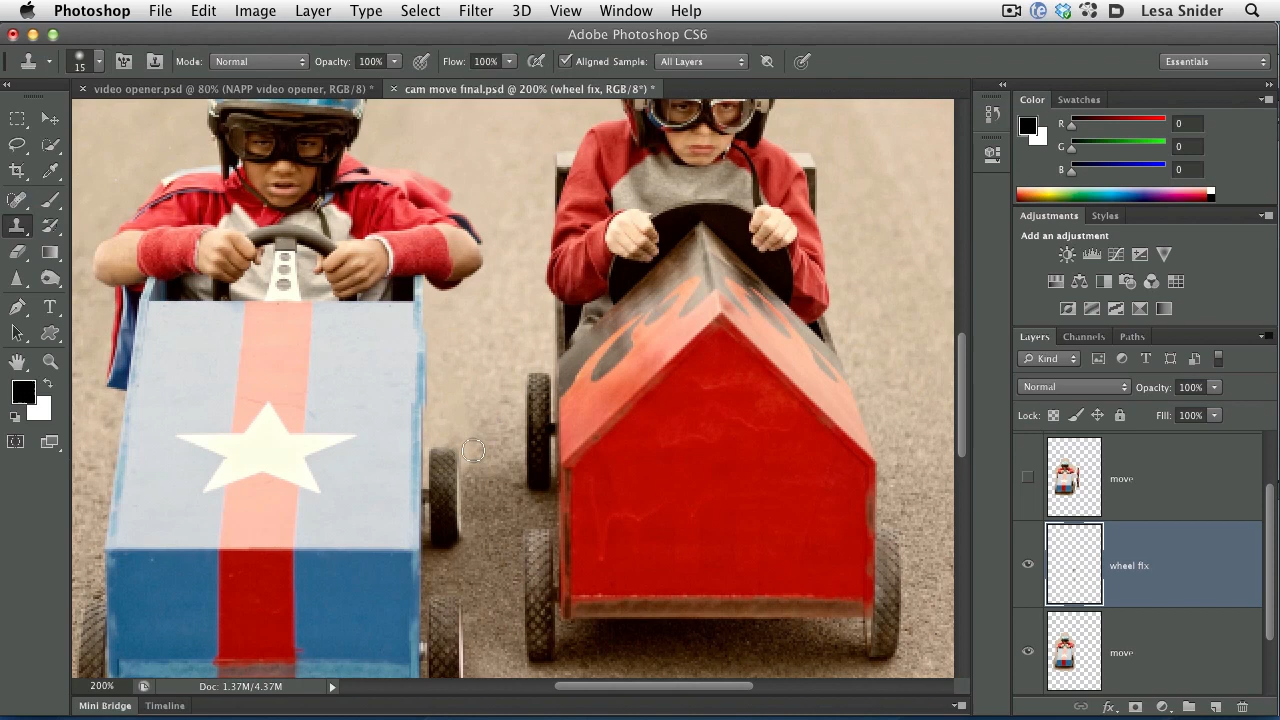 Photoshop File Edit Image Layer Type Select Filter 3D View Window Help Lesa Snider
Adobe Photoshop CS6
15 Mode: Normal Opacity: 100% Flow: 100% Aligned Sample: All Layers Essentials
video opener.psd @ 80% (NAPP video opener, RGB/8) * cam move final.psd @ 200% (wheel fix, RGB/8*) *
Color Swatches
R 0
G 0
B 0
Adjustments Styles
Add an adjustment
Layers Channels Paths
Kind
Normal Opacity: 100%
Lock: Fill: 100%
move
wheel fix
move
200% Doc: 1.37M/4.37M
Mini Bridge Timeline